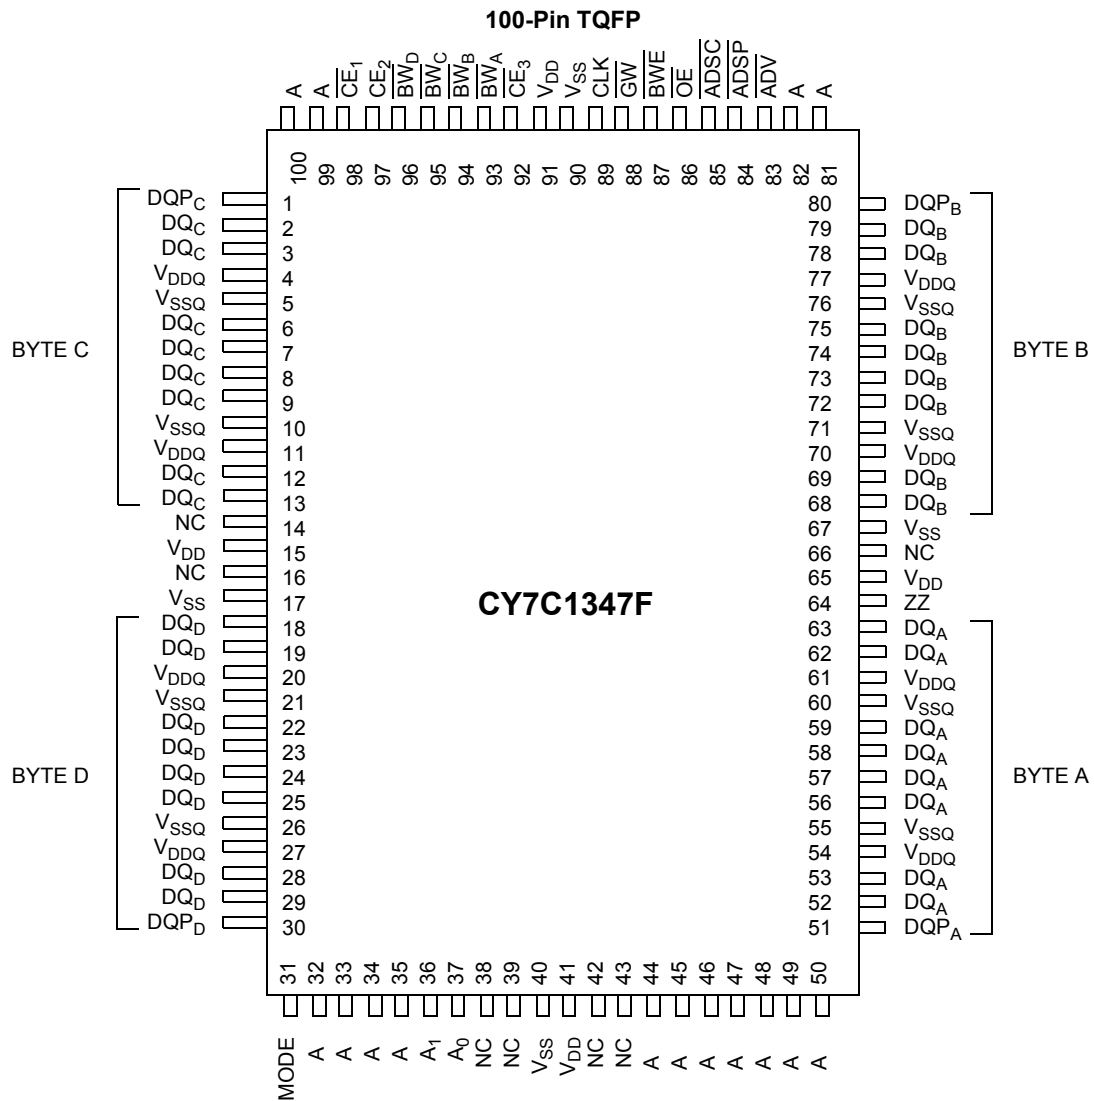 100-Pin TQFP
A A CE1 CE2 BWD BWC BWB BWA CE3 VDD VSS CLK GW BWE OE ADSC ADSP ADV A A
100 99 98 97 96 95 94 93 92 91 90 89 88 87 86 85 84 83 82 81
DQPC 1 80 DQPB
DQC 2 79 DQB
DQC 3 78 DQB
VDDQ 4 77 VDDQ
VSSQ 5 76 VSSQ
DQC 6 75 DQB
BYTE C DQC 7 74 DQB BYTE B
DQC 8 73 DQB
DQC 9 72 DQB
VSSQ 10 71 VSSQ
VDDQ 11 70 VDDQ
DQC 12 69 DQB
DQC 13 68 DQB
NC 14 67 VSS
VDD 15 66 NC
NC 16 65 VDD
VSS 17 CY7C1347F 64 ZZ
DQD 18 63 DQA
DQD 19 62 DQA
VDDQ 20 61 VDDQ
VSSQ 21 60 VSSQ
DQD 22 59 DQA
DQD 23 58 DQA
BYTE D DQD 24 57 DQA BYTE A
DQD 25 56 DQA
VSSQ 26 55 VSSQ
VDDQ 27 54 VDDQ
DQD 28 53 DQA
DQD 29 52 DQA
DQPD 30 51 DQPA
31 32 33 34 35 36 37 38 39 40 41 42 43 44 45 46 47 48 49 50
MODE A A A A A1 A0 NC NC VSS VDD NC NC A A A A A A A